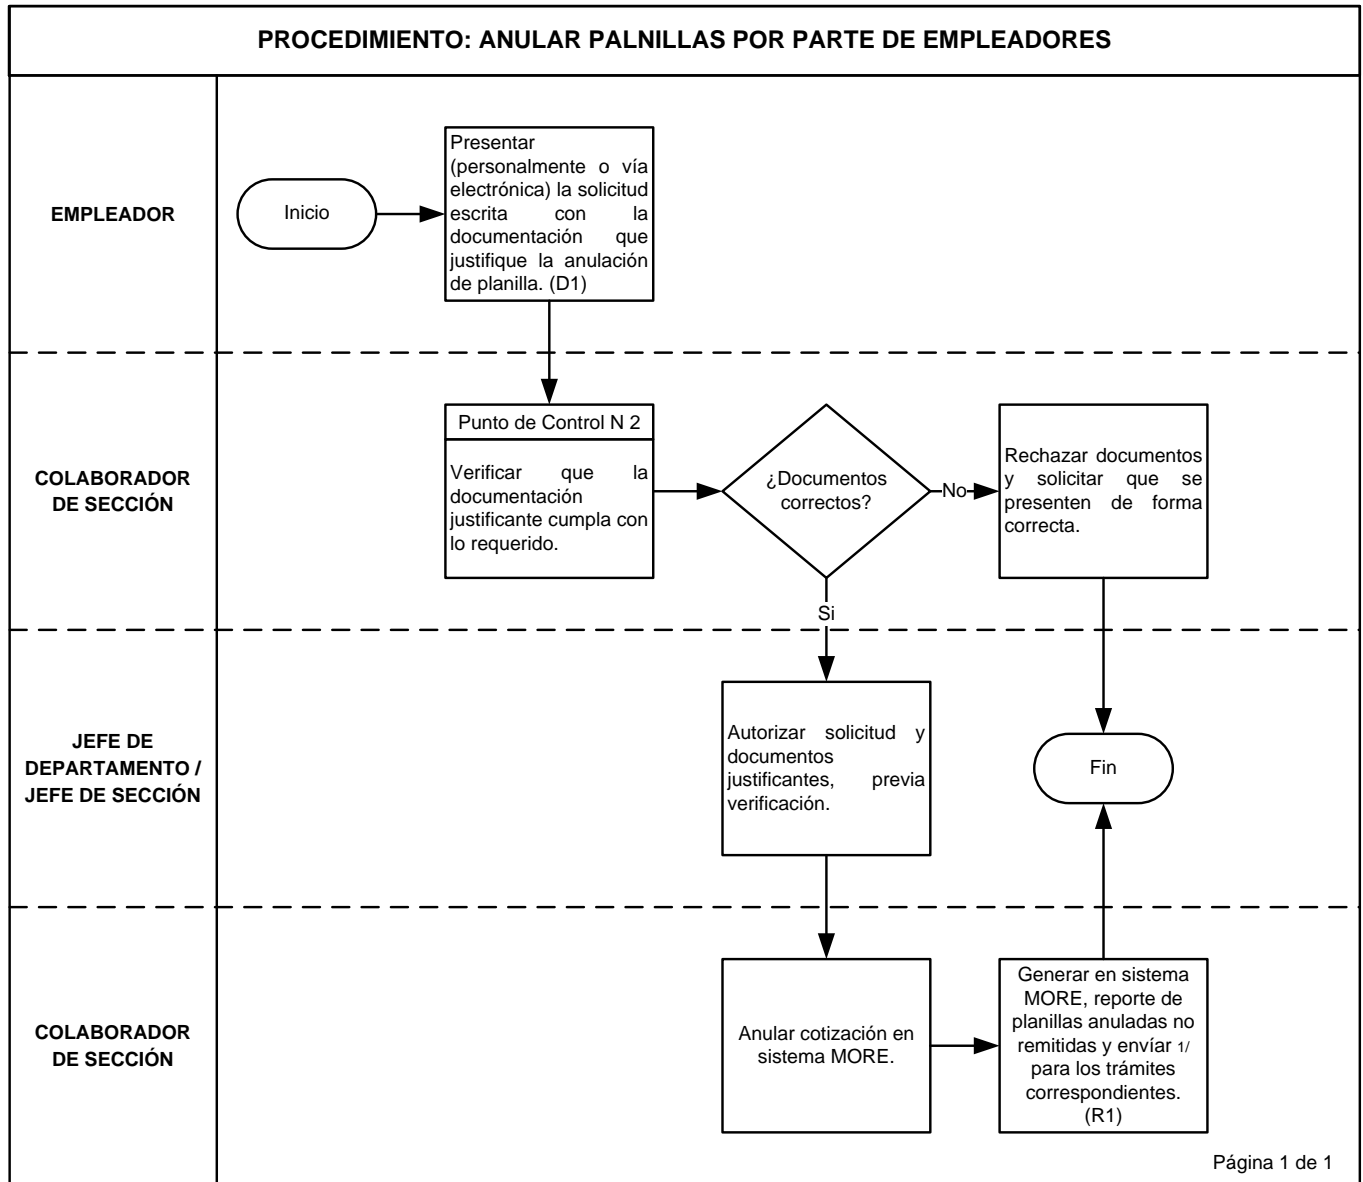 PROCEDIMIENTO: ANULAR PALNILLAS POR PARTE DE EMPLEADORES
EMPLEADOR
Inicio
Presentar
(personalmente o vía
electrónica) la solicitud
escrita con la
documentación que
justifique la anulación
de planilla. (D1)
COLABORADOR
DE SECCIÓN
Punto de Control N 2
Verificar que la
documentación
justificante cumpla con
lo requerido.
¿Documentos
correctos?
No
Rechazar documentos
y solicitar que se
presenten de forma
correcta.
Si
JEFE DE
DEPARTAMENTO /
JEFE DE SECCIÓN
Autorizar solicitud y
documentos
justificantes, previa
verificación.
Fin
COLABORADOR
DE SECCIÓN
Anular cotización en
sistema MORE.
Generar en sistema
MORE, reporte de
planillas anuladas no
remitidas y envíar 1/
para los trámites
correspondientes.
(R1)
Página 1 de 1